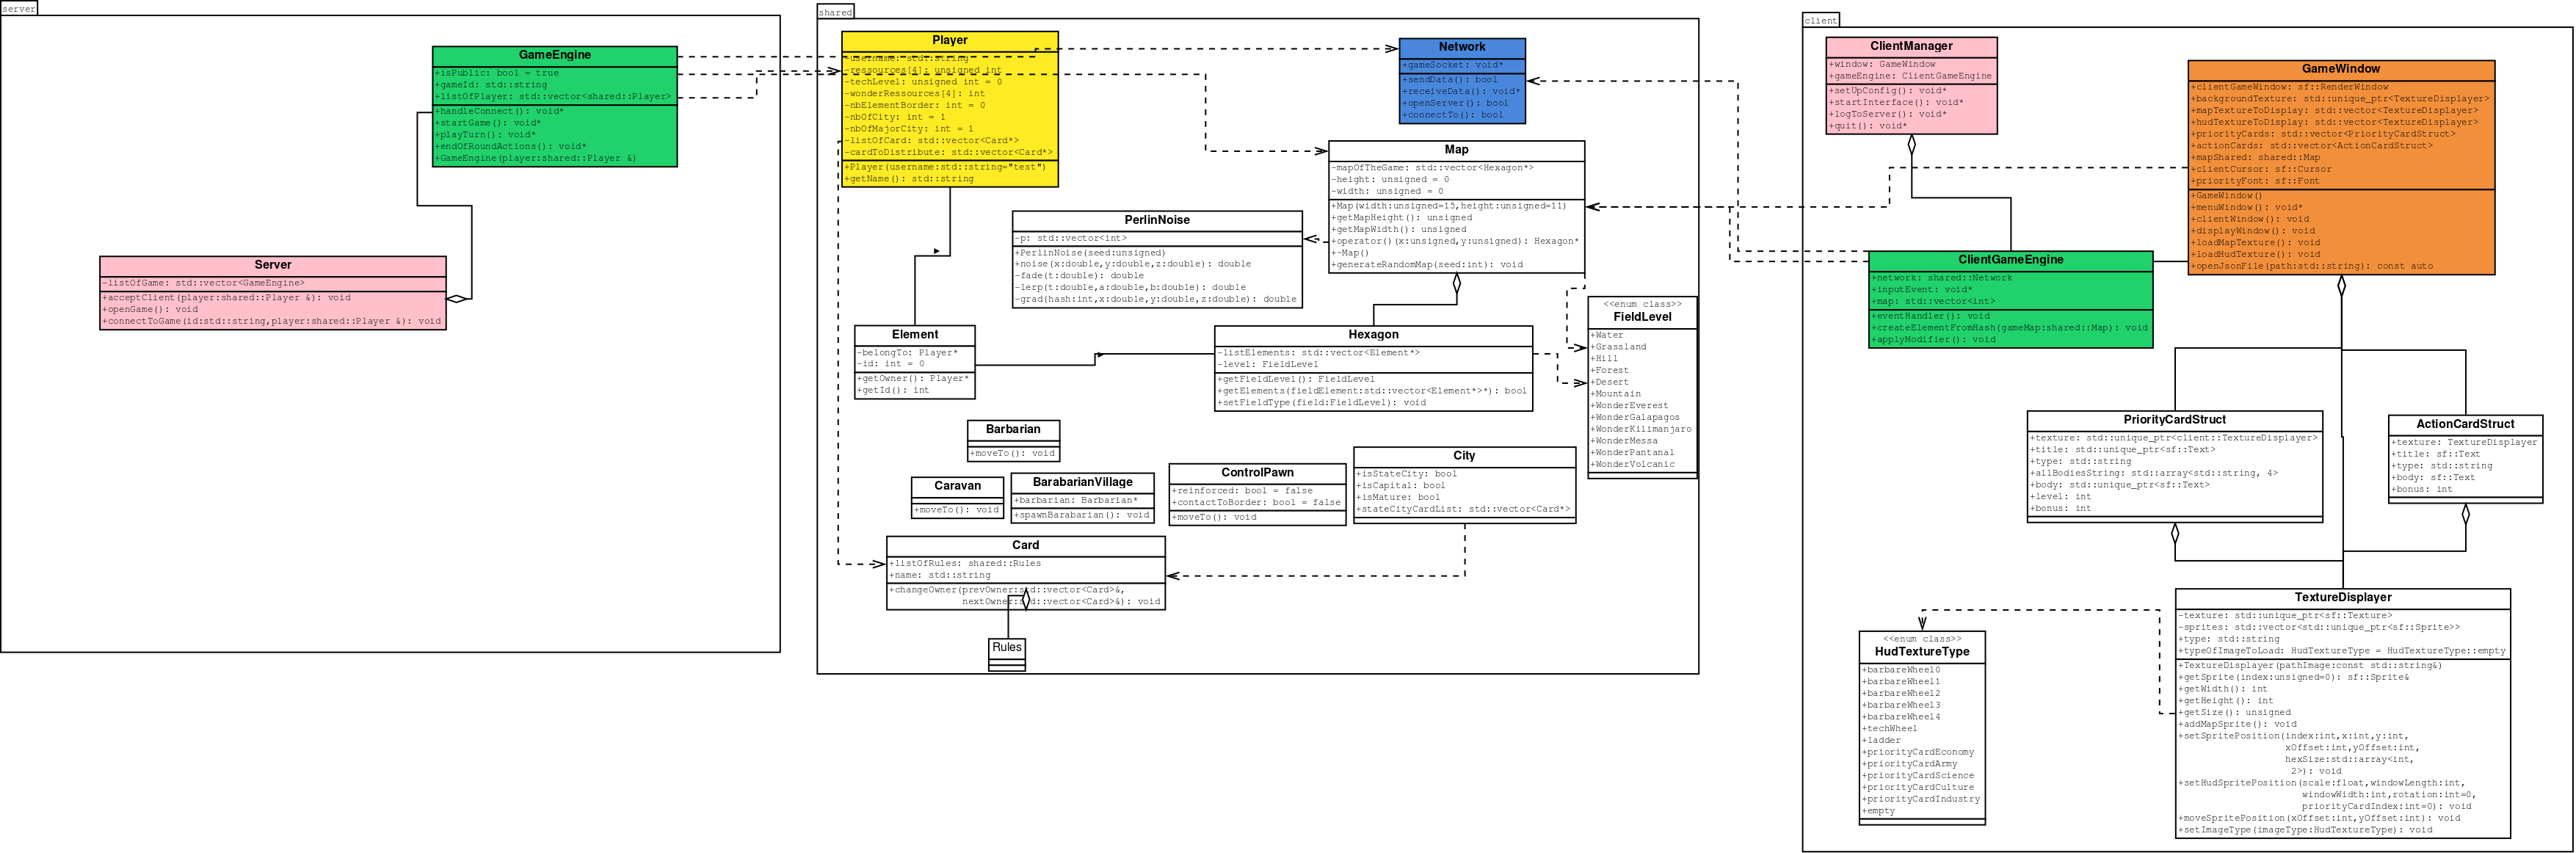 server
GameEngine
+isPublic: bool = true
+gameId: std::string
+listOfPlayer: std::vector<shared::Player>
+handleConnect(): void*
+startGame(): void*
+playTurn(): void*
+endOfRoundActions(): void*
+GameEngine(player:shared::Player &)
Server
-listOfGame: std::vector<GameEngine>
+acceptClient(player:shared::Player &): void
+openGame(): void
+connectToGame(id:std::string,player:shared::Player &): void
shared
Player
-username: std::string
-ressources[4]: unsigned int
-techLevel: unsigned int = 0
-wonderRessources[4]: int
-nbElementBorder: int = 0
-nbOfCity: int = 1
-nbOfMajorCity: int = 1
-listOfCard: std::vector<Card*>
-cardToDistribute: std::vector<Card*>
+Player(username:std::string="test")
+getName(): std::string
Network
+gameSocket: void*
+sendData(): bool
+receiveData(): void*
+openServer(): bool
+connectTo(): bool
Map
-mapOfTheGame: std::vector<Hexagon*>
-height: unsigned = 0
-width: unsigned = 0
+Map(width:unsigned=15,height:unsigned=11)
+getMapHeight(): unsigned
+getMapWidth(): unsigned
+operator()(x:unsigned,y:unsigned): Hexagon*
+~Map()
+generateRandomMap(seed:int): void
PerlinNoise
-p: std::vector<int>
+PerlinNoise(seed:unsigned)
+noise(x:double,y:double,z:double): double
-fade(t:double): double
-lerp(t:double,a:double,b:double): double
-grad(hash:int,x:double,y:double,z:double): double
Element
-belongTo: Player*
-id: int = 0
+getOwner(): Player*
+getId(): int
Hexagon
-listElements: std::vector<Element*>
-level: FieldLevel
+getFieldLevel(): FieldLevel
+getElements(fieldElement:std::vector<Element*>*): bool
+setFieldType(field:FieldLevel): void
<<enum class>>
FieldLevel
+Water
+Grassland
+Hill
+Forest
+Desert
+Mountain
+WonderEverest
+WonderGalapagos
+WonderKilimanjaro
+WonderMessa
+WonderPantanal
+WonderVolcanic
Barbarian
+moveTo(): void
Caravan
+moveTo(): void
BarabarianVillage
+barbarian: Barbarian*
+spawnBarabarian(): void
ControlPawn
+reinforced: bool = false
+contactToBorder: bool = false
+moveTo(): void
City
+isStateCity: bool
+isCapital: bool
+isMature: bool
+stateCityCardList: std::vector<Card*>
Card
+listOfRules: shared::Rules
+name: std::string
+changeOwner(prevOwner:std::vector<Card>&,
nextOwner:std::vector<Card>&): void
Rules
client
ClientManager
+window: GameWindow
+gameEngine: ClientGameEngine
+setUpConfig(): void*
+startInterface(): void*
+logToServer(): void*
+quit(): void*
GameWindow
+clientGameWindow: sf::RenderWindow
+backgroundTexture: std::unique_ptr<TextureDisplayer>
+mapTextureToDisplay: std::vector<TextureDisplayer>
+hudTextureToDisplay: std::vector<TextureDisplayer>
+priorityCards: std::vector<PriorityCardStruct>
+actionCards: std::vector<ActionCardStruct>
+mapShared: shared::Map
+clientCursor: sf::Cursor
+priorityFont: sf::Font
+GameWindow()
+menuWindow(): void*
+clientWindow(): void
+displayWindow(): void
+loadMapTexture(): void
+loadHudTexture(): void
+openJsonFile(path:std::string): const auto
ClientGameEngine
+network: shared::Network
+inputEvent: void*
+map: std::vector<int>
+eventHandler(): void
+createElementFromHash(gameMap:shared::Map): void
+applyModifier(): void
PriorityCardStruct
+texture: std::unique_ptr<client::TextureDisplayer>
+title: std::unique_ptr<sf::Text>
+type: std::string
+allBodiesString: std::array<std::string, 4>
+body: std::unique_ptr<sf::Text>
+level: int
+bonus: int
ActionCardStruct
+texture: TextureDisplayer
+title: sf::Text
+type: std::string
+body: sf::Text
+bonus: int
<<enum class>>
HudTextureType
+barbareWheel0
+barbareWheel1
+barbareWheel2
+barbareWheel3
+barbareWheel4
+techWheel
+ladder
+priorityCardEconomy
+priorityCardArmy
+priorityCardScience
+priorityCardCulture
+priorityCardIndustry
+empty
TextureDisplayer
-texture: std::unique_ptr<sf::Texture>
-sprites: std::vector<std::unique_ptr<sf::Sprite>>
+type: std::string
+typeOfImageToLoad: HudTextureType = HudTextureType::empty
+TextureDisplayer(pathImage:const std::string&)
+getSprite(index:unsigned=0): sf::Sprite&
+getWidth(): int
+getHeight(): int
+getSize(): unsigned
+addMapSprite(): void
+setSpritePosition(index:int,x:int,y:int,
xOffset:int,yOffset:int,
hexSize:std::array<int,
2>): void
+setHudSpritePosition(scale:float,windowLength:int,
windowWidth:int,rotation:int=0,
priorityCardIndex:int=0): void
+moveSpritePosition(xOffset:int,yOffset:int): void
+setImageType(imageType:HudTextureType): void